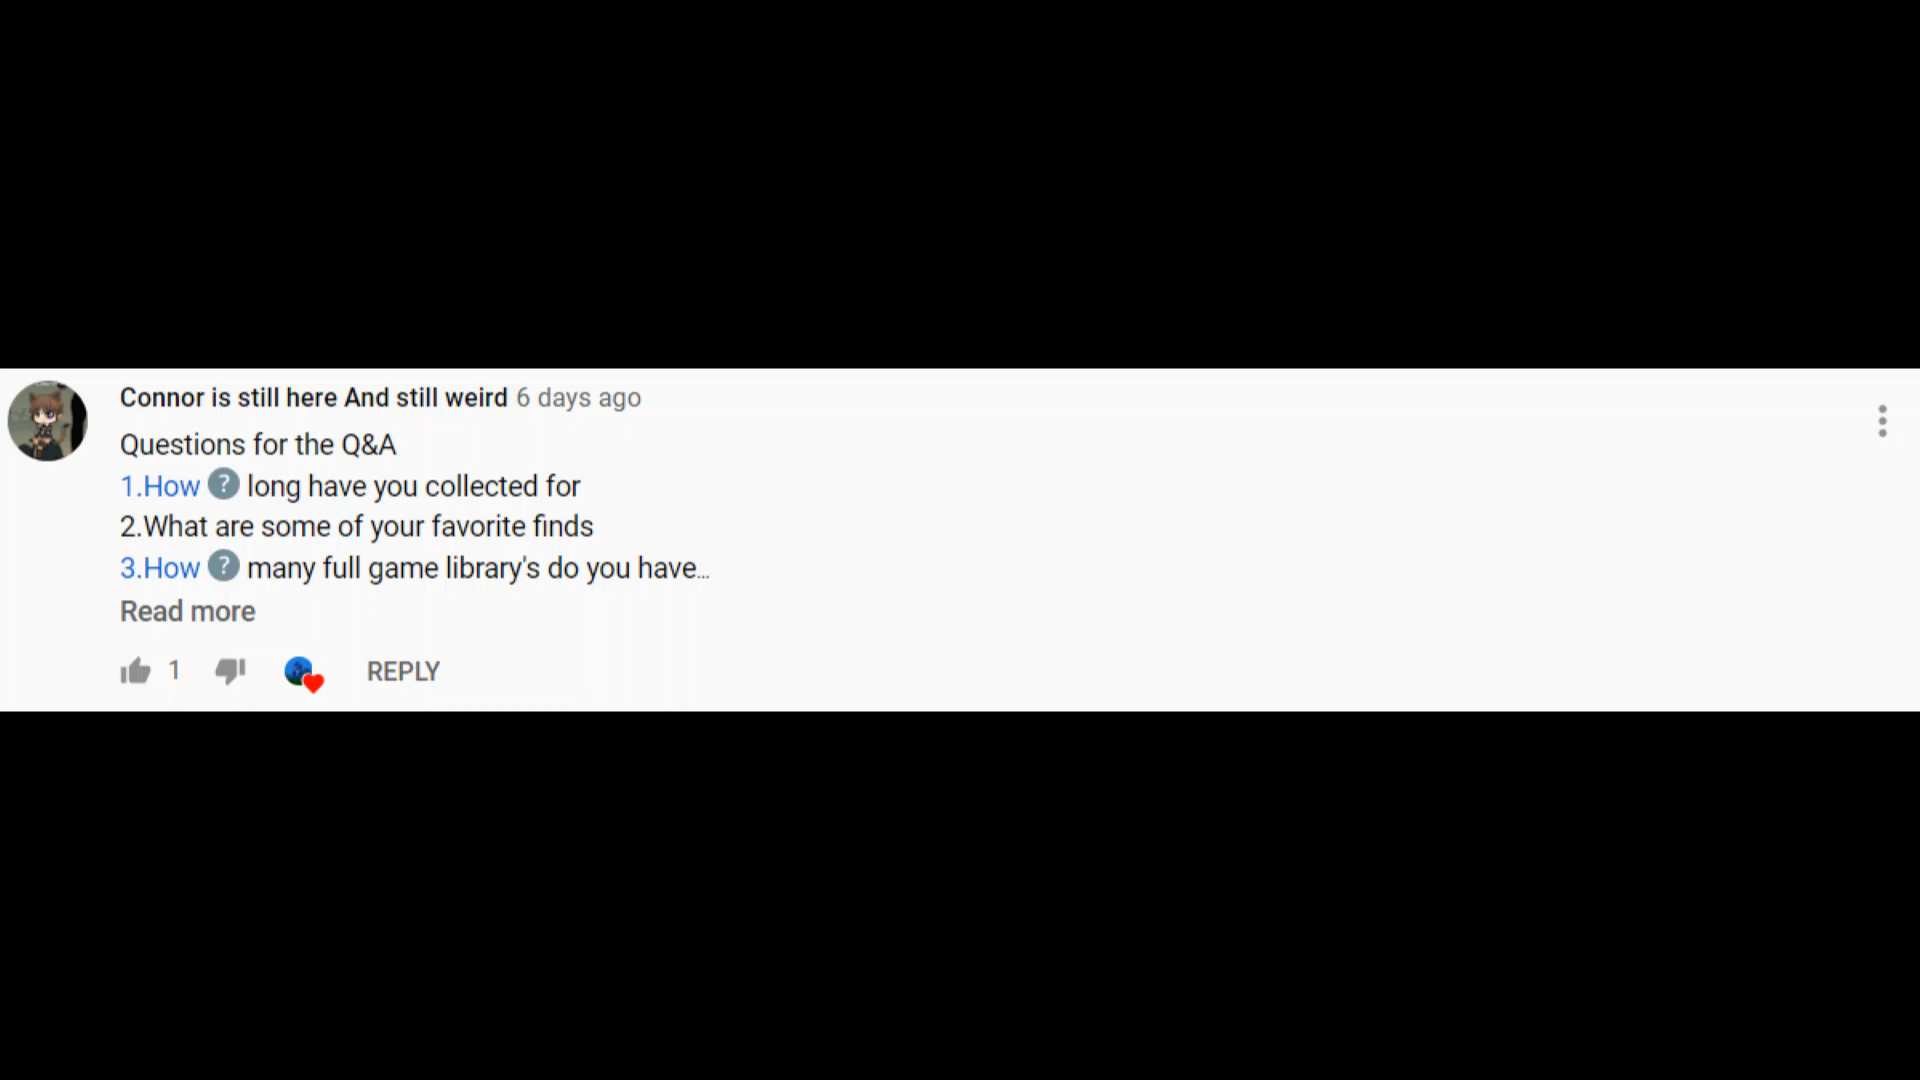 Connor is still here And still weird 6 days ago
Questions for the Q&A
1.How ? long have you collected for
2.What are some of your favorite finds
3.How ? many full game library's do you have...
Read more
1 REPLY